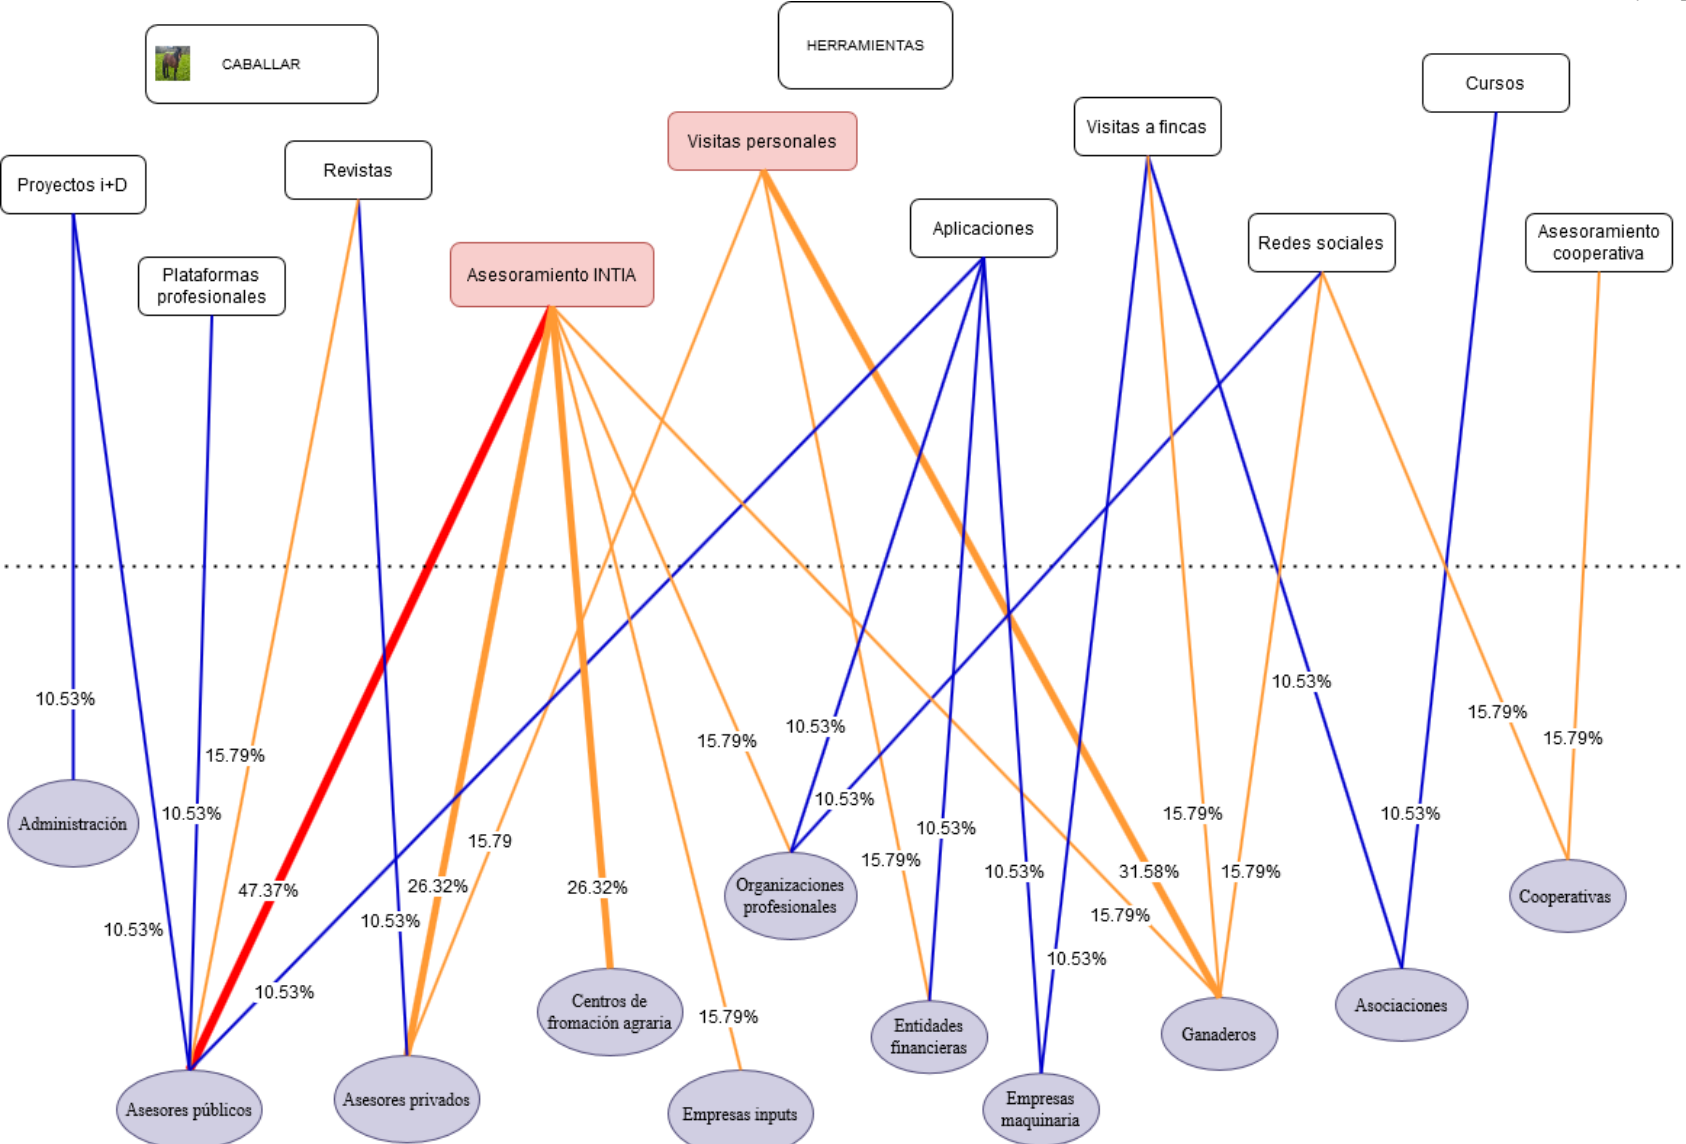 HERRAMIENTAS
CABALLAR
Cursos
Visitas a fincas
Visitas personales
Revistas
Proyectos i+D
Aplicaciones
Redes sociales
Asesoramiento
cooperativa
Asesoramiento INTIA
Plataformas
profesionales
10.53%
10.53%
15.79%
10.53%
15.79%
15.79%
15.79%
10.53%
10.53%
10.53%
15.79%
10.53%
Administración
10.53%
15.79
15.79%
10.53%
31.58%
15.79%
47.37%
26.32%
26.32%
Organizaciones
profesionales
Cooperativas
10.53%
15.79%
10.53%
10.53%
10.53%
Centros de
fromación agraria
15.79%
Asociaciones
Entidades
financieras
Ganaderos
Asesores públicos
Asesores privados
Empresas inputs
Empresas
maquinaria